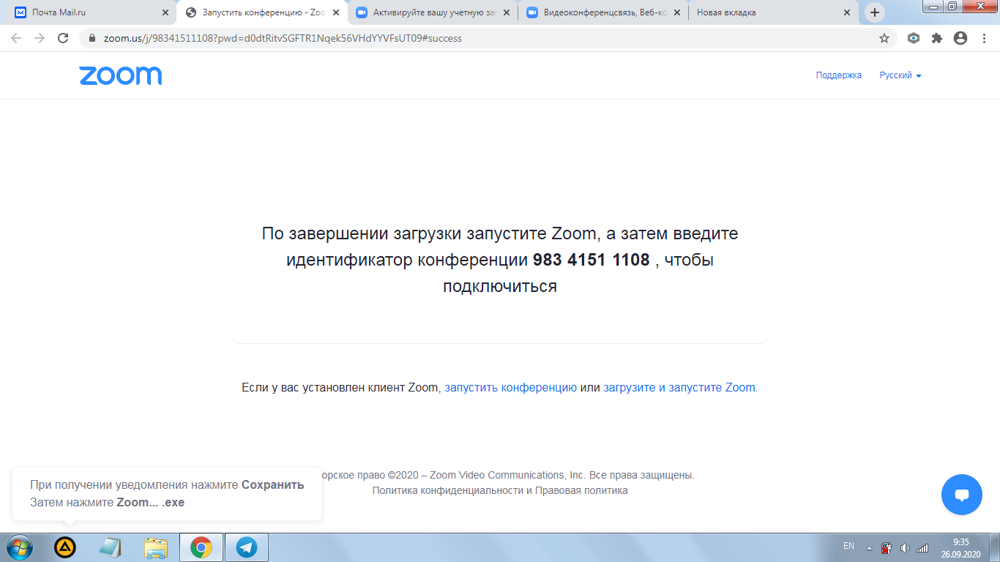 Почта Mail.ru
Запустить конференцию - Zoo
Активируйте вашу учетную за
Видеоконференцсвязь, Веб-ко
Новая вкладка
zoom.us/j/98341511108?pwd=d0dtRitvSGFTR1Nqek56VHdYYVFsUT09#success
zoom
Поддержка
Русский
По завершении загрузки запустите Zoom, а затем введите
идентификатор конференции 983 4151 1108 , чтобы
подключиться
Если у вас установлен клиент Zoom, запустить конференцию или загрузите и запустите Zoom.
орское право ©2020 – Zoom Video Communications, Inc. Все права защищены.
Политика конфиденциальности и Правовая политика
При получении уведомления нажмите Сохранить
Затем нажмите Zoom... .exe
EN
9:35
26.09.2020